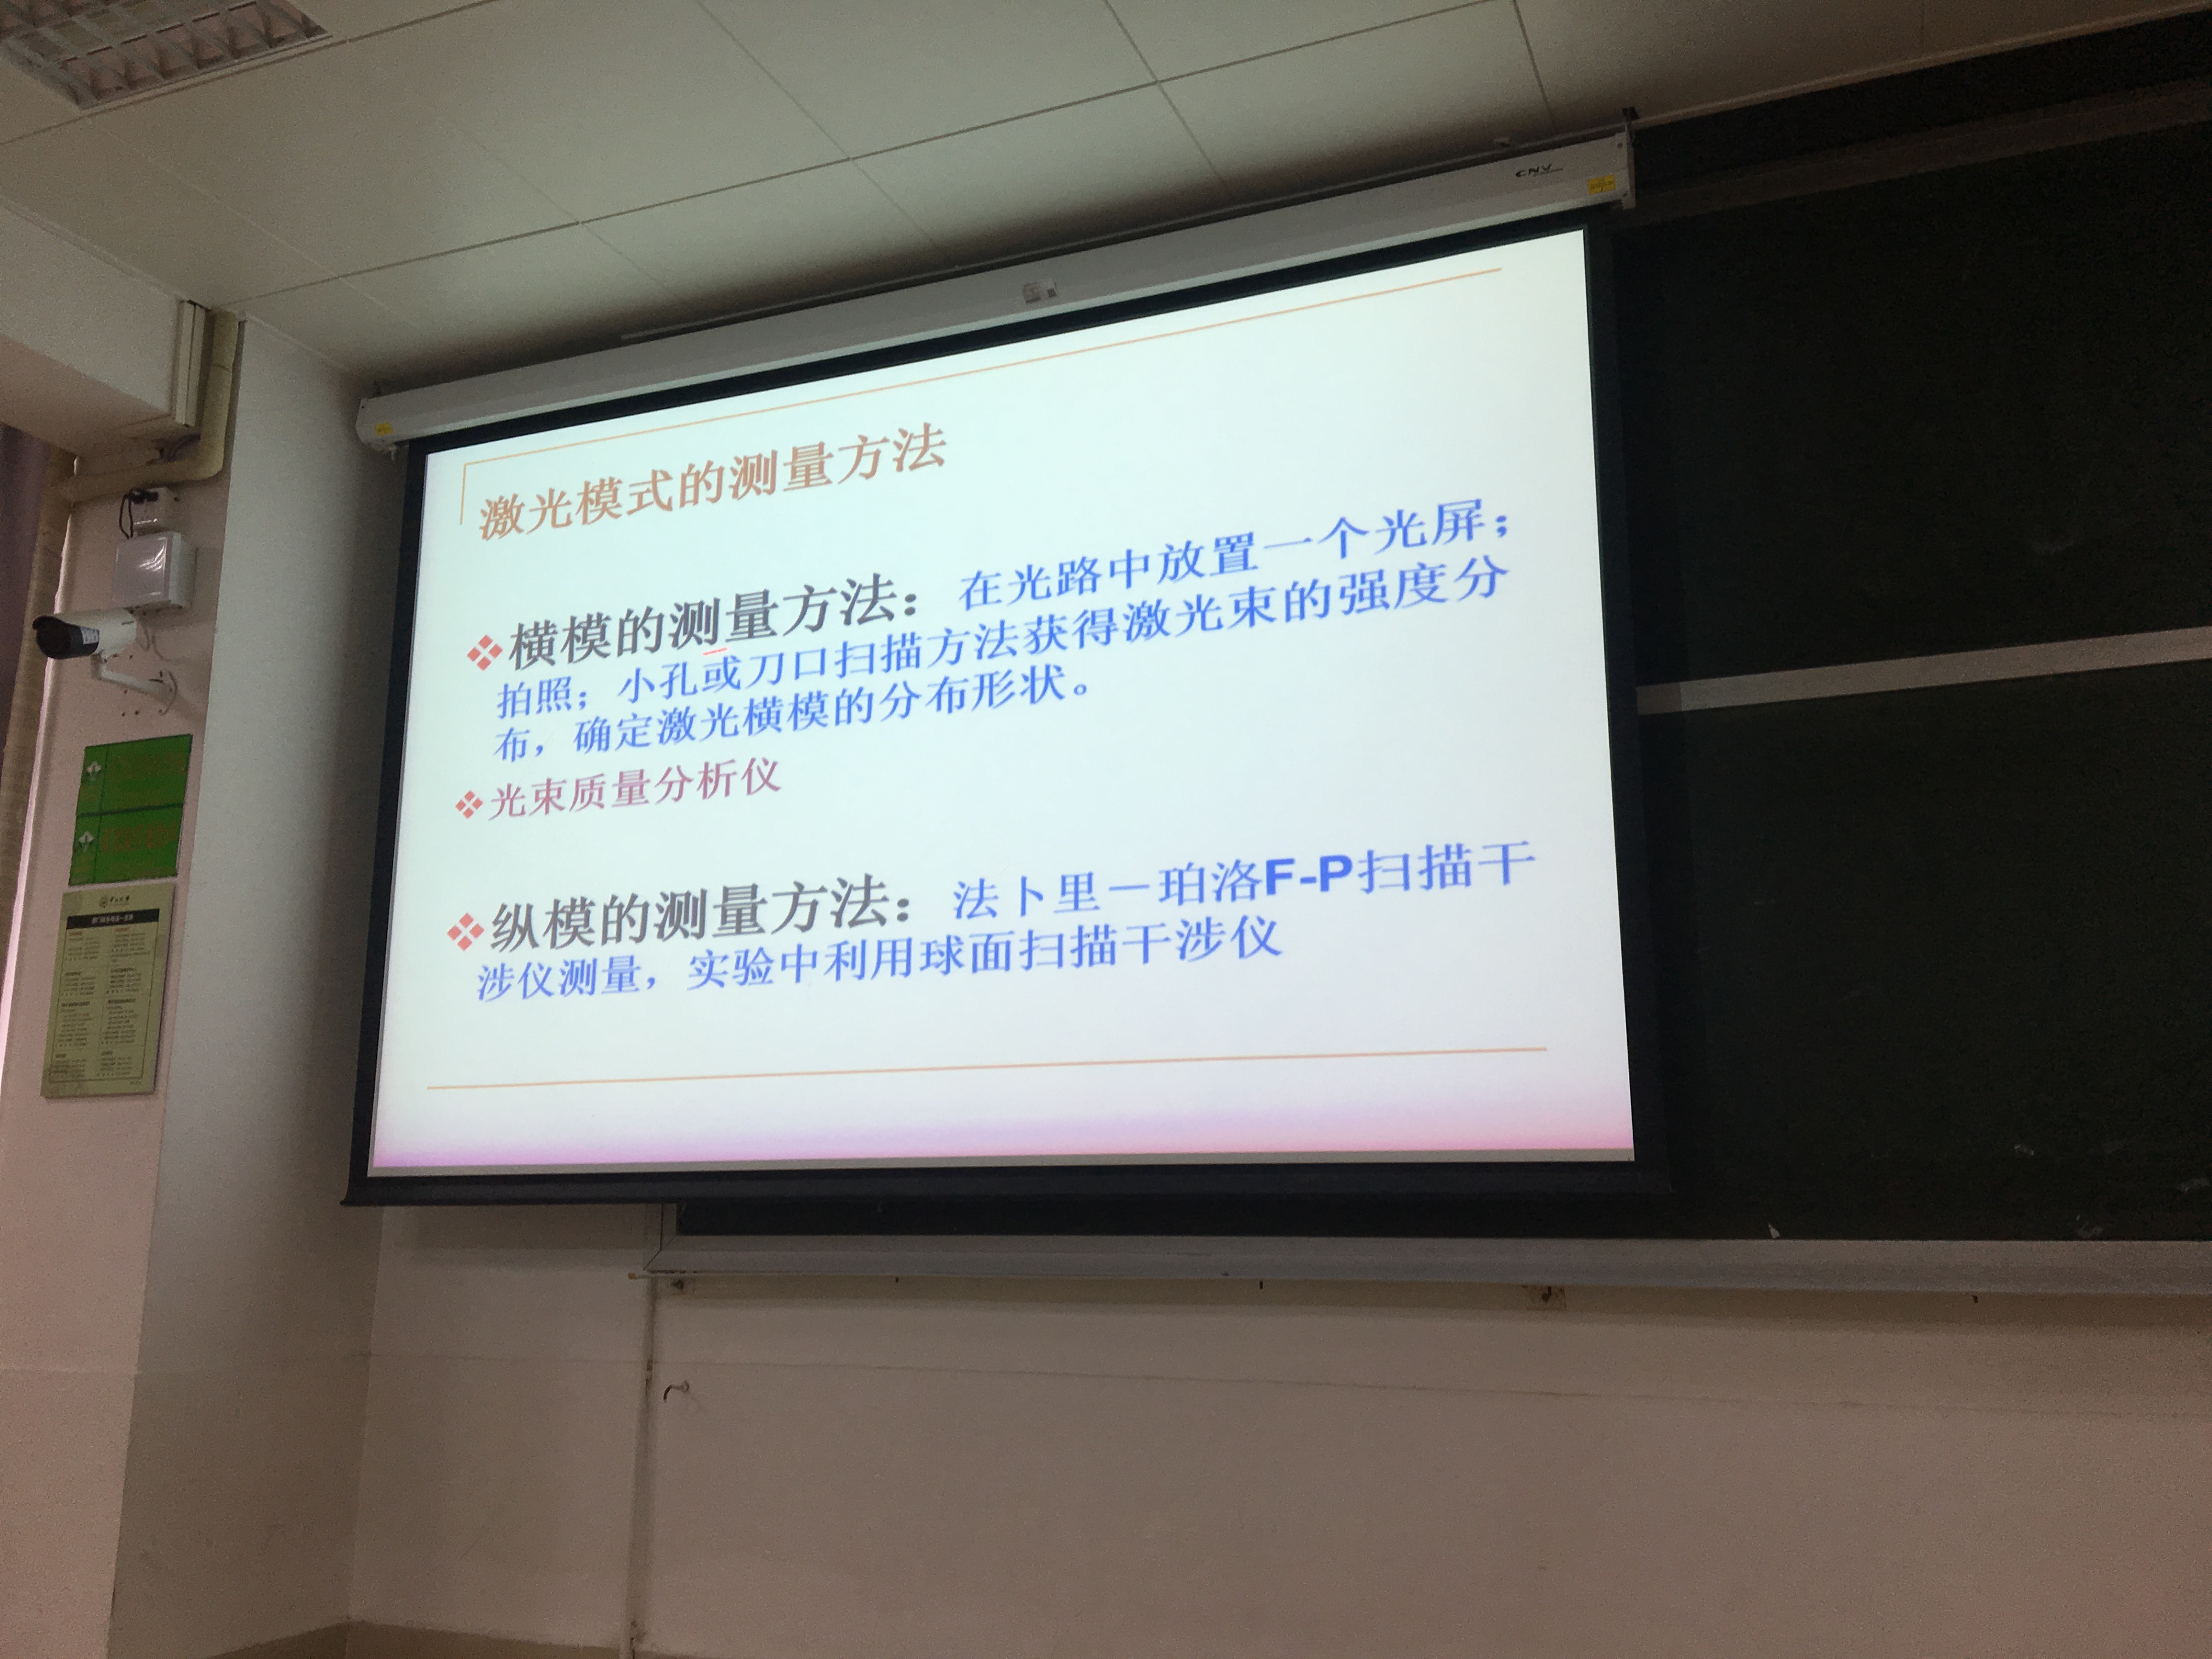 CNV
激光模式的测量方法
横模的测量方法：在光路中放置一个光屏；
拍照；小孔或刀口扫描方法获得激光束的强度分
布，确定激光横模的分布形状。
光束质量分析仪
纵模的测量方法：法卜里－珀洛F-P扫描干
涉仪测量，实验中利用球面扫描干涉仪